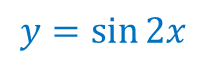 y = sin 2x